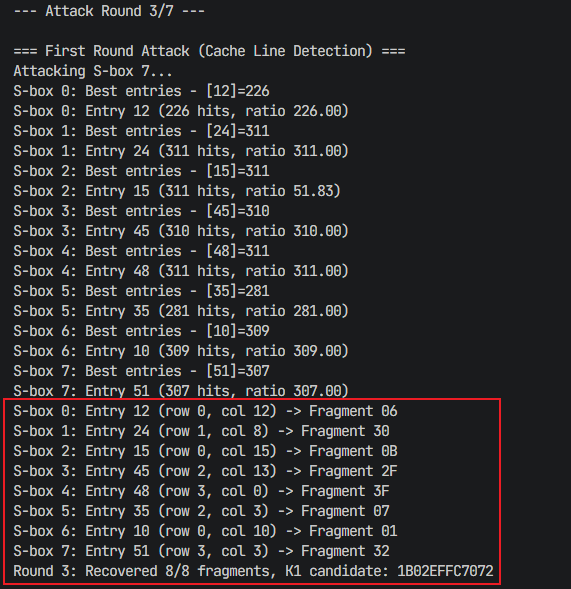 --- Attack Round 3/7 ---
=== First Round Attack (Cache Line Detection) ===
Attacking S-box 7...
S-box 0: Best entries - [12]=226
S-box 0: Entry 12 (226 hits, ratio 226.00)
S-box 1: Best entries - [24]=311
S-box 1: Entry 24 (311 hits, ratio 311.00)
S-box 2: Best entries - [15]=311
S-box 2: Entry 15 (311 hits, ratio 51.83)
S-box 3: Best entries - [45]=310
S-box 3: Entry 45 (310 hits, ratio 310.00)
S-box 4: Best entries - [48]=311
S-box 4: Entry 48 (311 hits, ratio 311.00)
S-box 5: Best entries - [35]=281
S-box 5: Entry 35 (281 hits, ratio 281.00)
S-box 6: Best entries - [10]=309
S-box 6: Entry 10 (309 hits, ratio 309.00)
S-box 7: Best entries - [51]=307
S-box 7: Entry 51 (307 hits, ratio 307.00)
S-box 0: Entry 12 (row 0, col 12) -> Fragment 06
S-box 1: Entry 24 (row 1, col 8) -> Fragment 30
S-box 2: Entry 15 (row 0, col 15) -> Fragment 0B
S-box 3: Entry 45 (row 2, col 13) -> Fragment 2F
S-box 4: Entry 48 (row 3, col 0) -> Fragment 3F
S-box 5: Entry 35 (row 2, col 3) -> Fragment 07
S-box 6: Entry 10 (row 0, col 10) -> Fragment 01
S-box 7: Entry 51 (row 3, col 3) -> Fragment 32
Round 3: Recovered 8/8 fragments, K1 candidate: 1B02EFFC7072